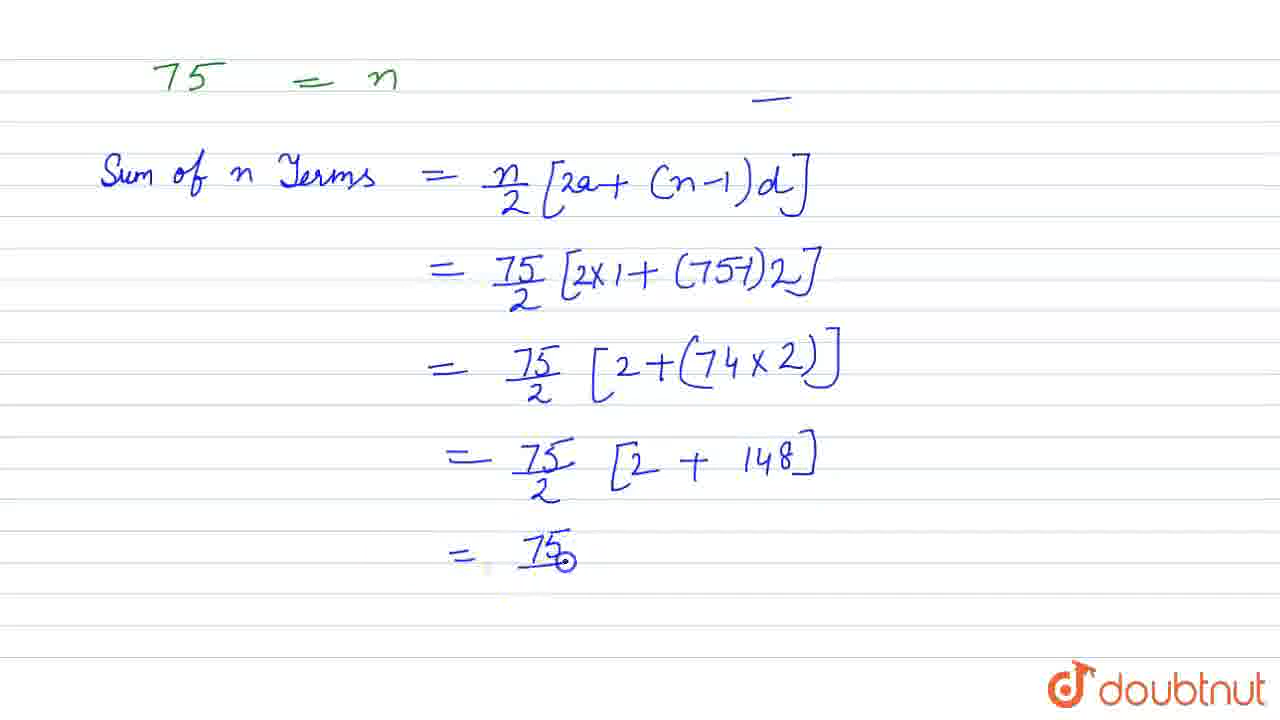 75 = n
Sum of n Terms = n/2 [2a + (n-1)d]
= 75/2 [2×1 + (75-1)2]
= 75/2 [2+(74×2)]
= 75/2 [2 + 148]
= 75
doubtnut